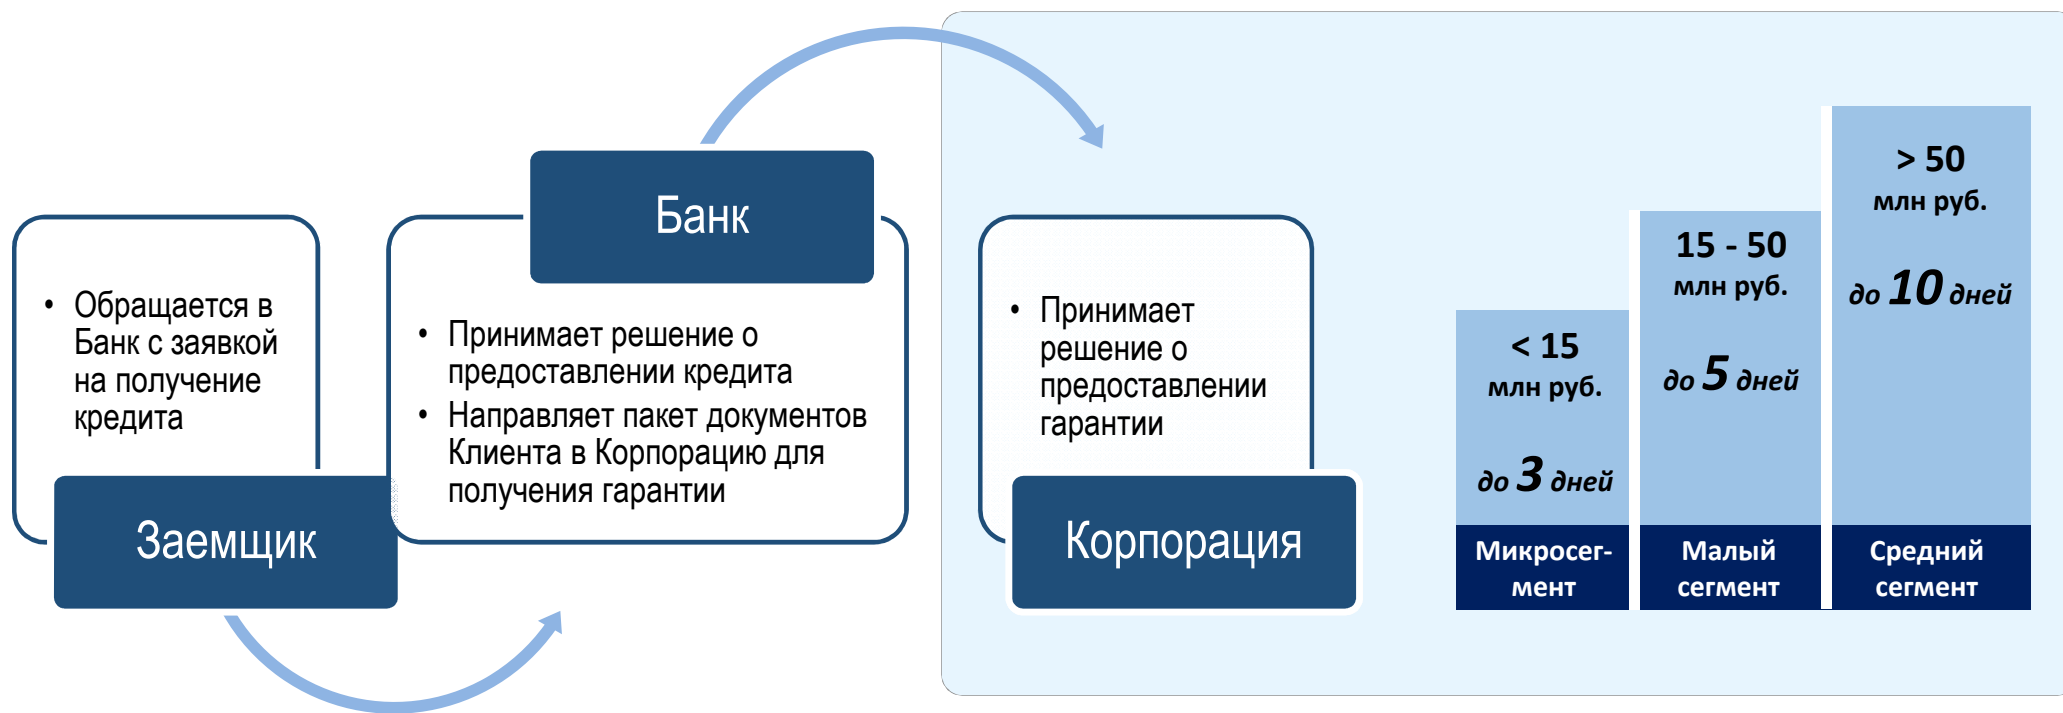 • Обращается в
Банк с заявкой
на получение
кредита
Заемщик
Банк
• Принимает решение о
предоставлении кредита
• Направляет пакет документов
Клиента в Корпорацию для
получения гарантии
• Принимает
решение о
предоставлении
гарантии
Корпорация
< 15
млн руб.
до 3 дней
Микросег-
мент
15 - 50
млн руб.
до 5 дней
Малый
сегмент
> 50
млн руб.
до 10 дней
Средний
сегмент